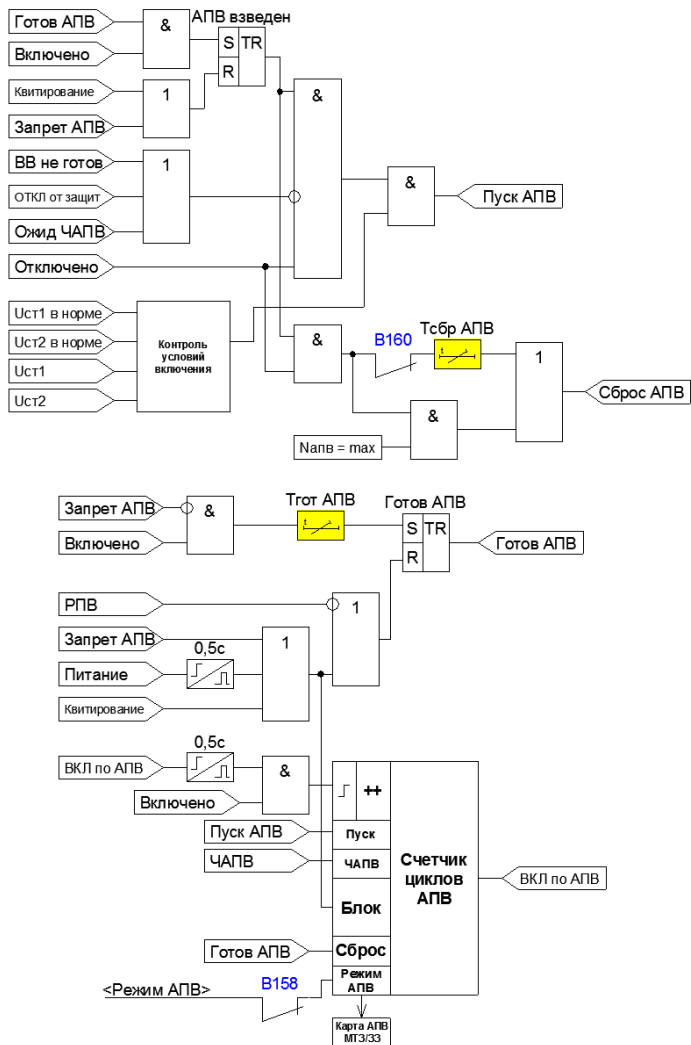 Готов АПВ
Включено
&
АПВ взведен
S TR
R
Квитирование
Запрет АПВ
1
ВВ не готов
ОТКЛ от защит
Ожид ЧАПВ
1
Отключено
&
&
Пуск АПВ
Uст1 в норме
Uст2 в норме
Uст1
Uст2
Контроль
условий
включения
&
B160
Tсбр АПВ
t
1
Сброс АПВ
&
Nапв = max
Запрет АПВ
Включено
&
Tгот АПВ
t
Готов АПВ
S TR
R
Готов АПВ
РПВ
1
Запрет АПВ
Питание
0,5с
Квитирование
1
ВКЛ по АПВ
0,5с
&
Включено
++
Пуск АПВ
Пуск
ЧАПВ
ЧАПВ
Блок
Счетчик
циклов
АПВ
ВКЛ по АПВ
Готов АПВ
Сброс
<Режим АПВ>
B158
Режим
АПВ
Карта АПВ
МТЗ/ЗЗ